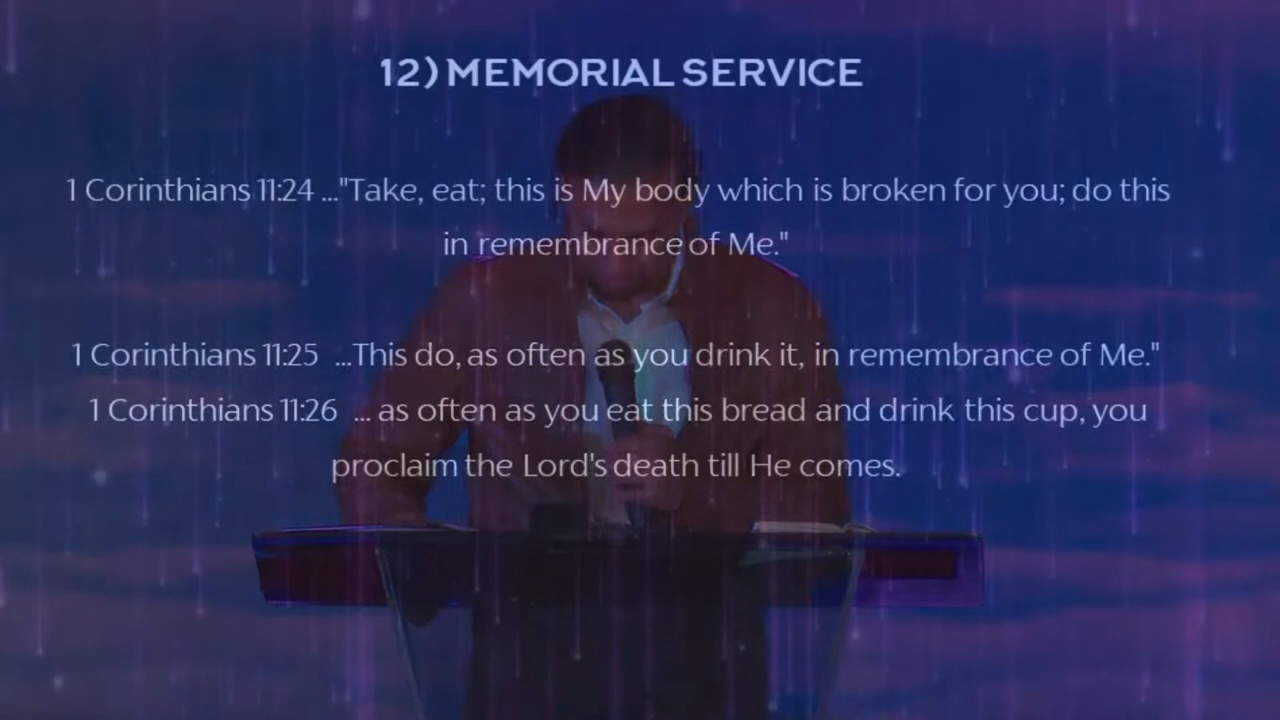 12) MEMORIAL SERVICE
1 Corinthians 11:24 ..."Take, eat; this is My body which is broken for you; do this
in remembrance of Me."
1 Corinthians 11:25 ...This do, as often as you drink it, in remembrance of Me."
1 Corinthians 11:26 ... as often as you eat this bread and drink this cup, you
proclaim the Lord's death till He comes.